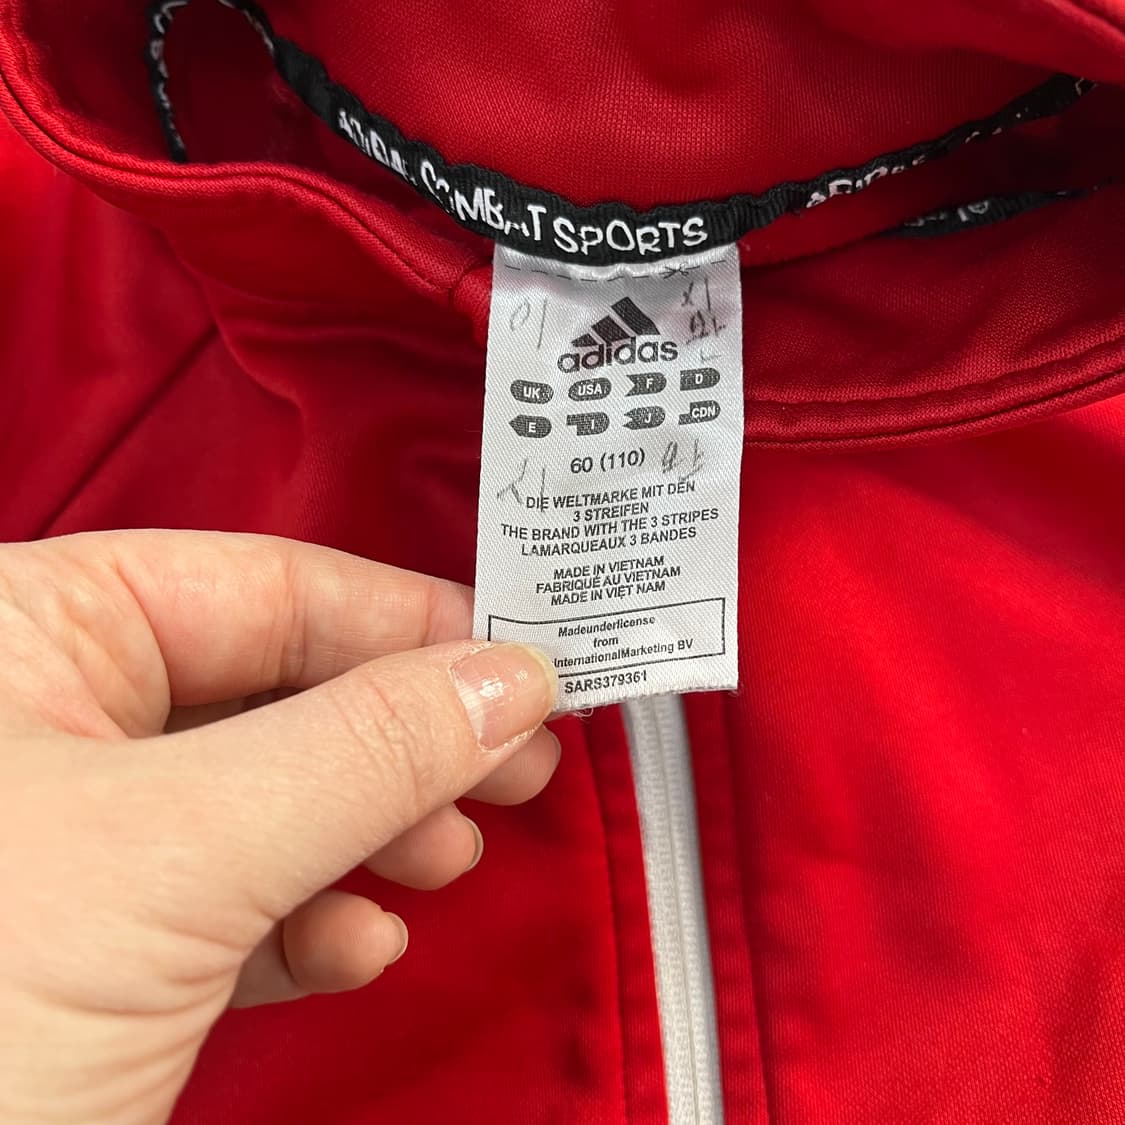 COMBAT SPORTS
adidas
UK USA F D
E I J CDN
60 (110)
DIE WELTMARKE MIT DEN
3 STREIFEN
THE BRAND WITH THE 3 STRIPES
LAMARQUEAUX 3 BANDES
MADE IN VIETNAM
FABRIQUÉ AU VIETNAM
MADE IN VIỆT NAM
Madeunderlicense
from
InternationalMarketing BV
SARS379361